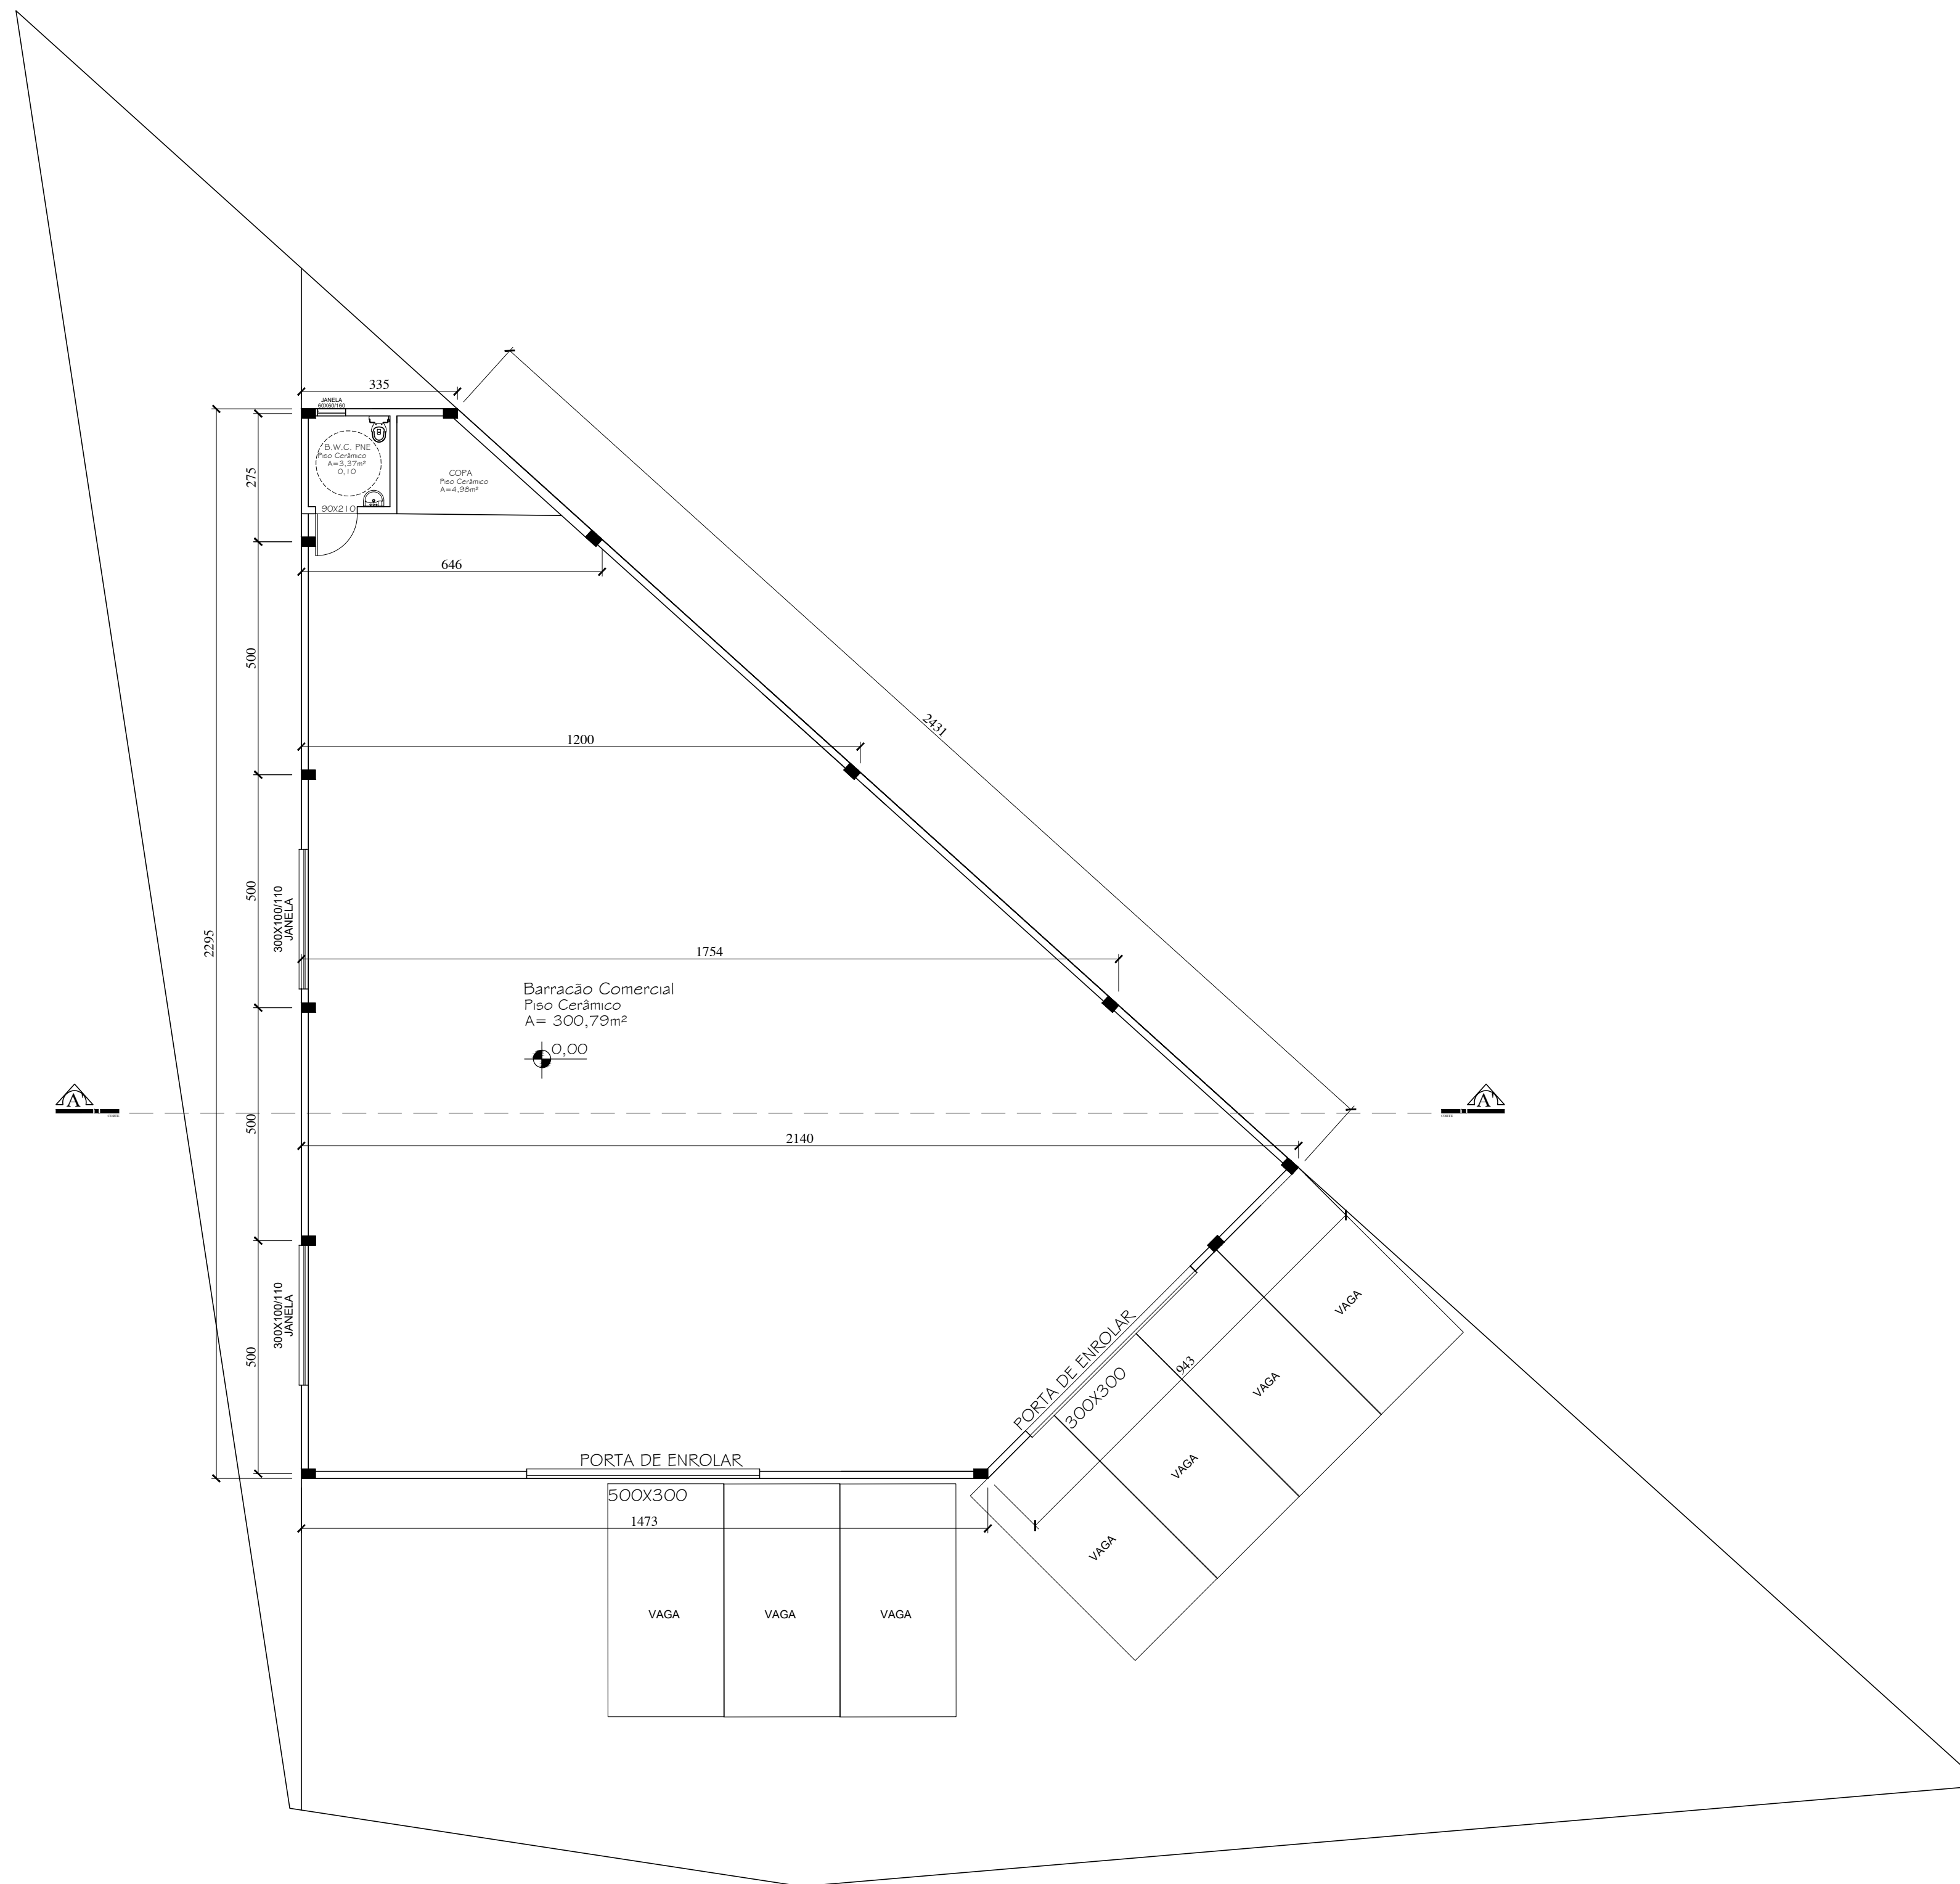 335
JANELA
60X60/160
B.W.C. PNE
Piso Cerâmico
A=3,37m²
0,10
90X210
COPA
Piso Cerâmico
A=4,98m²
275
646
500
1200
2431
500
300X100/110
JANELA
2295
1754
Barracão Comercial
Piso Cerâmico
A= 300,79m²
0,00
A
A'
500
2140
500
300X100/110
JANELA
PORTA DE ENROLAR
300X300
943
VAGA
VAGA
VAGA
VAGA
PORTA DE ENROLAR
500X300
1473
VAGA
VAGA
VAGA